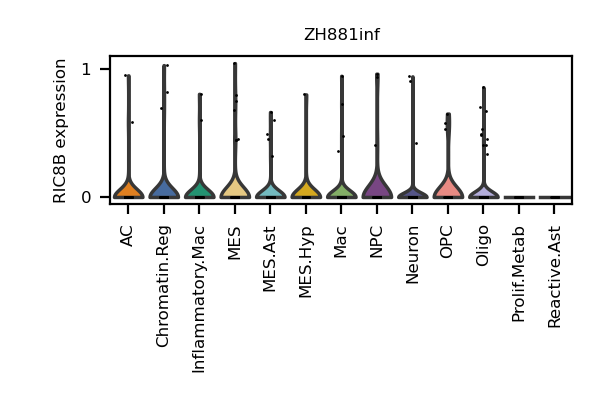 ZH881inf
RIC8B expression
1
0
AC
Chromatin.Reg
Inflammatory.Mac
MES
MES.Ast
MES.Hyp
Mac
NPC
Neuron
OPC
Oligo
Prolif.Metab
Reactive.Ast